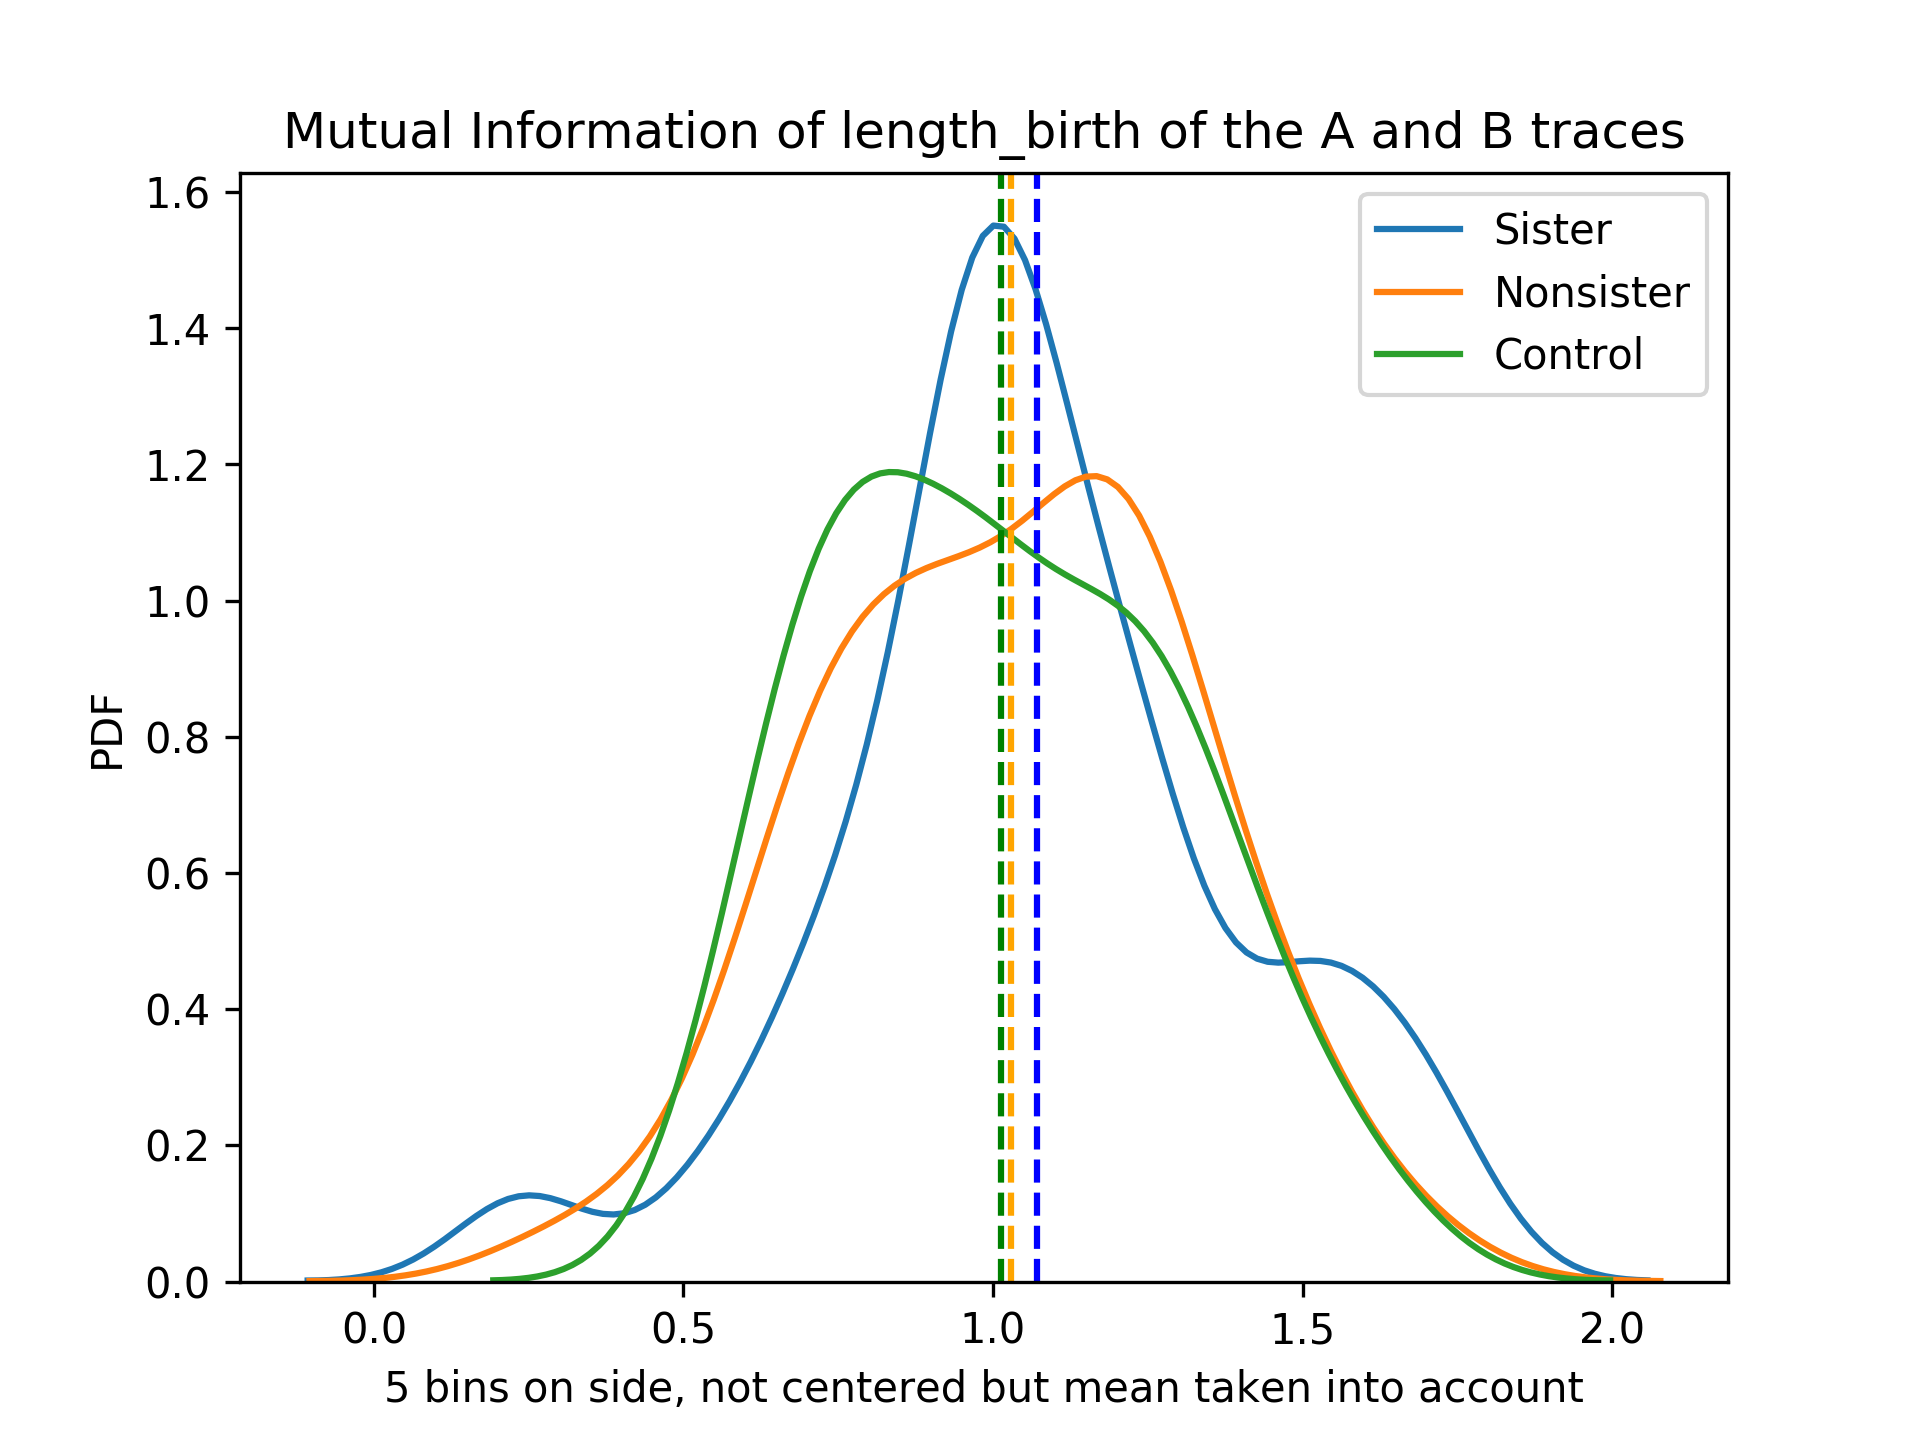 Mutual Information of length_birth of the A and B traces
1.6
1.4
1.2
1.0
0.8
0.6
0.4
0.2
0.0
PDF
Sister
Nonsister
Control
0.0 0.5 1.0 1.5 2.0
5 bins on side, not centered but mean taken into account